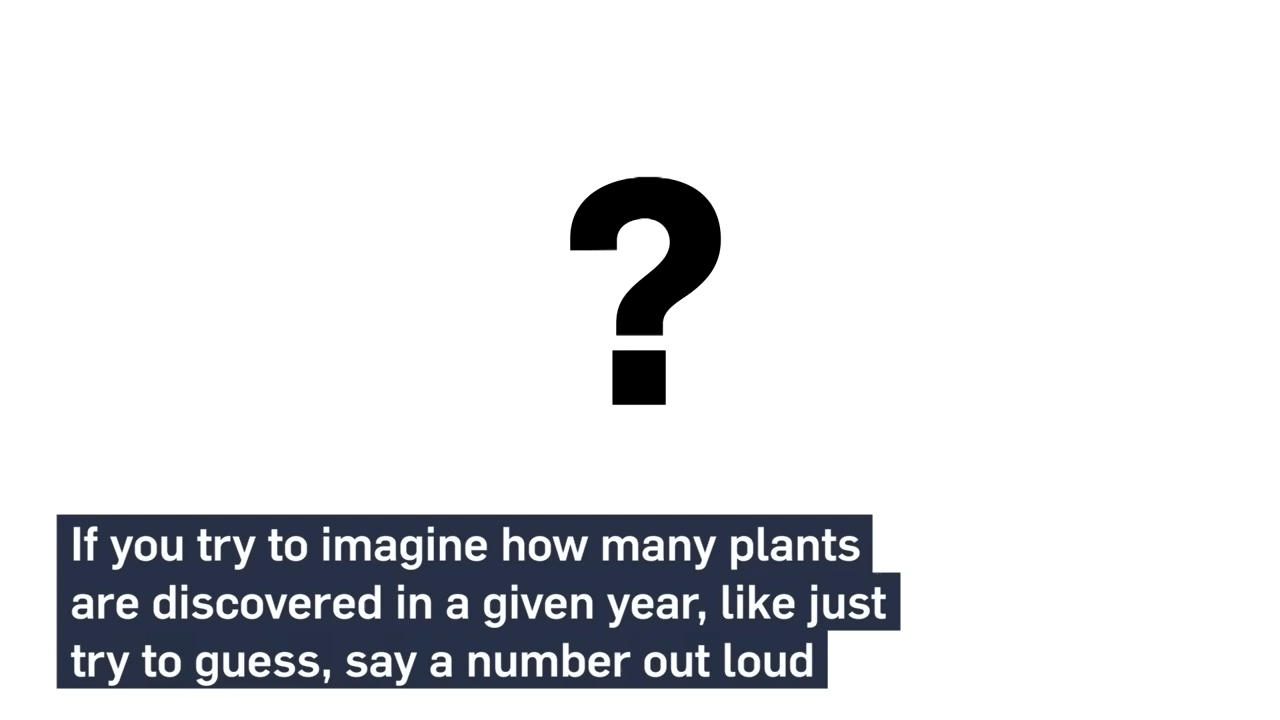 ?
If you try to imagine how many plants
are discovered in a given year, like just
try to guess, say a number out loud